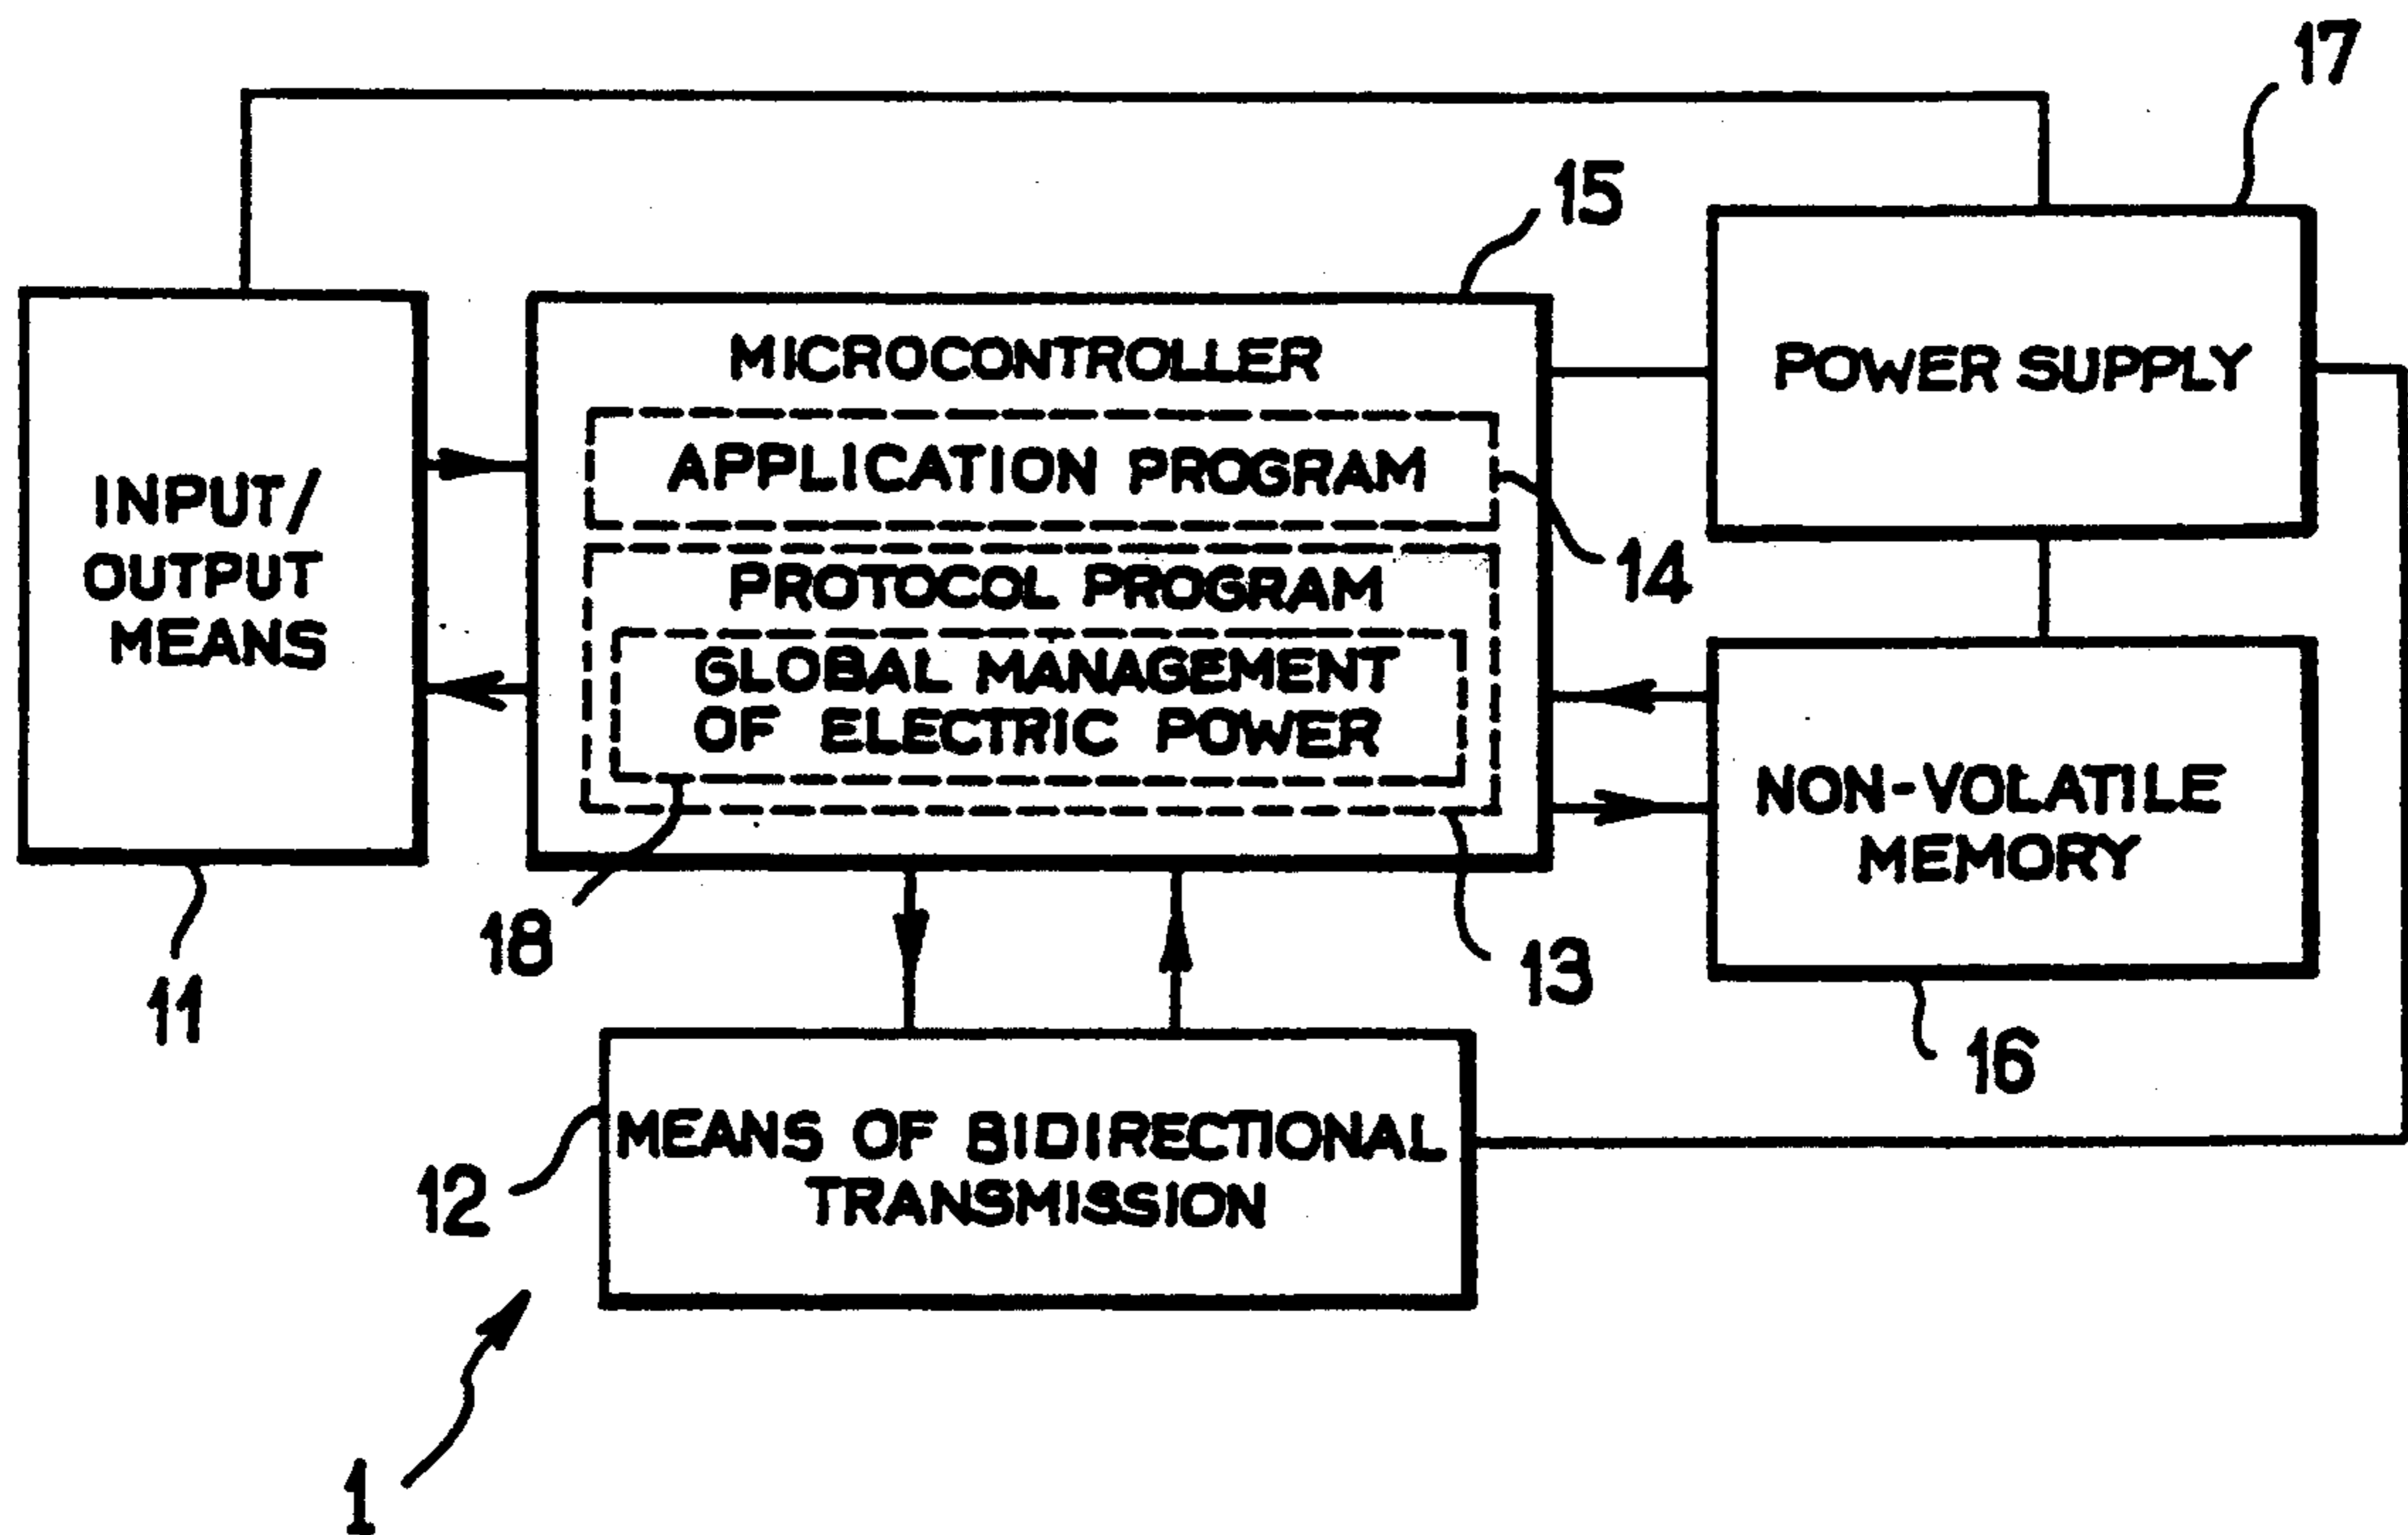 17
15
MICROCONTROLLER
POWER SUPPLY
APPLICATION PROGRAM
INPUT/
OUTPUT
MEANS
14
PROTOCOL PROGRAM
GLOBAL MANAGEMENT
OF ELECTRIC POWER
NON-VOLATILE
MEMORY
18
13
11
16
MEANS OF BIDIRECTIONAL
TRANSMISSION
12
1